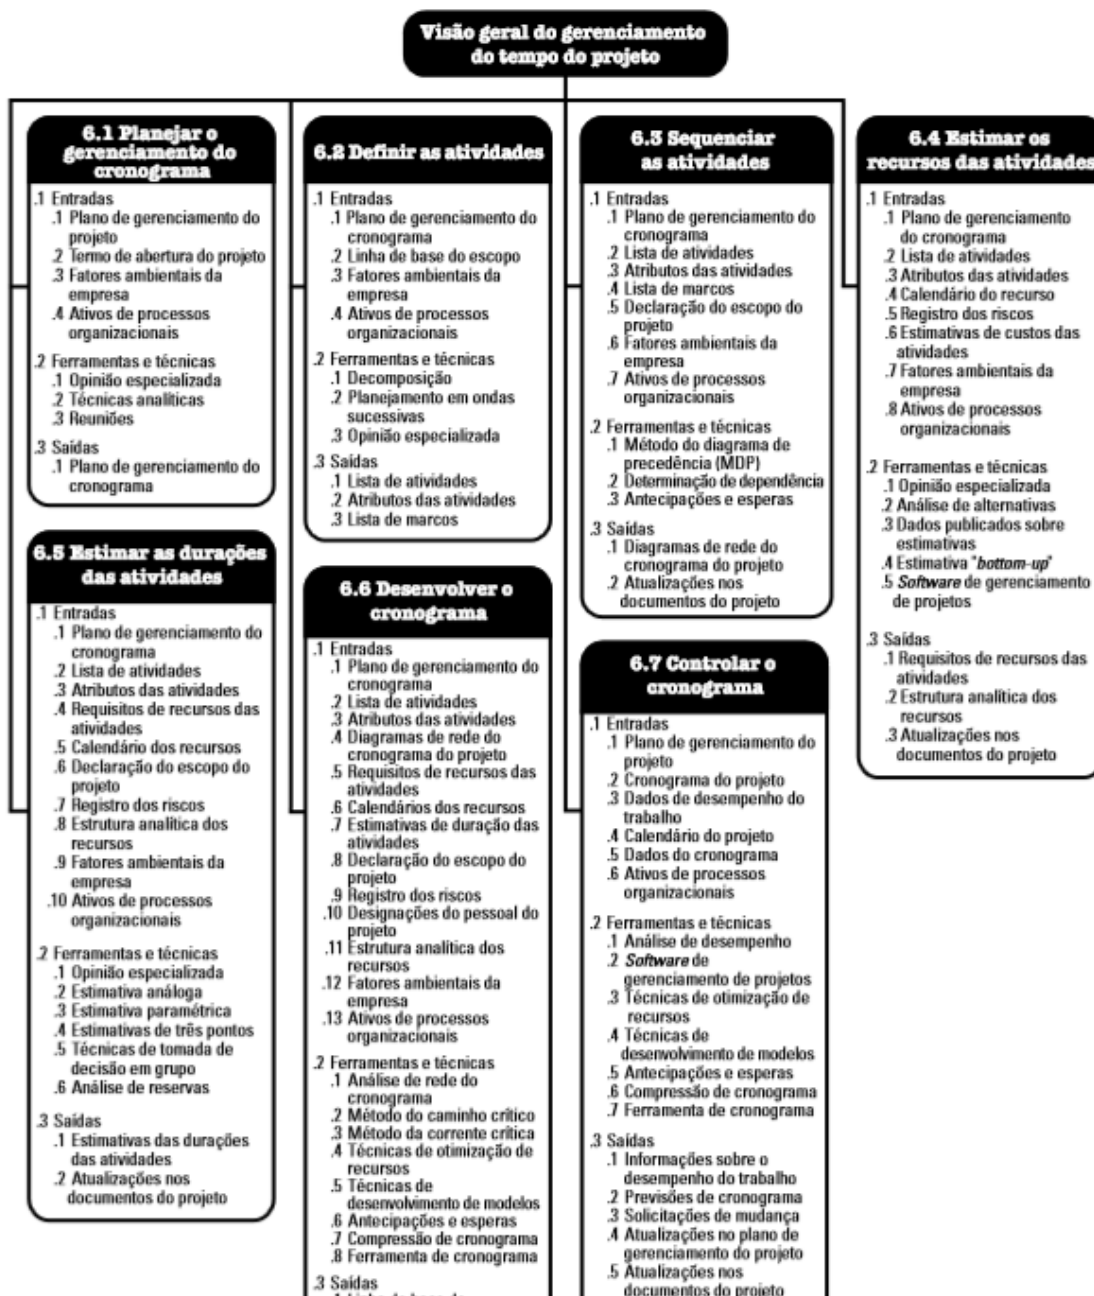 Visão geral do gerenciamento
do tempo do projeto
6.1 Planejar o
gerenciamento do
cronograma
.1 Entradas
.1 Plano de gerenciamento do
projeto
.2 Termo de abertura do projeto
.3 Fatores ambientais da
empresa
.4 Ativos de processos
organizacionais
.2 Ferramentas e técnicas
.1 Opinião especializada
.2 Técnicas analíticas
.3 Reuniões
.3 Saídas
.1 Plano de gerenciamento do
cronograma
6.2 Definir as atividades
.1 Entradas
.1 Plano de gerenciamento do
cronograma
.2 Linha de base do escopo
.3 Fatores ambientais da
empresa
.4 Ativos de processos
organizacionais
.2 Ferramentas e técnicas
.1 Decomposição
.2 Planejamento em ondas
sucessivas
.3 Opinião especializada
.3 Saídas
.1 Lista de atividades
.2 Atributos das atividades
.3 Lista de marcos
6.3 Sequenciar
as atividades
.1 Entradas
.1 Plano de gerenciamento do
cronograma
.2 Lista de atividades
.3 Atributos das atividades
.4 Lista de marcos
.5 Declaração do escopo do
projeto
.6 Fatores ambientais da
empresa
.7 Ativos de processos
organizacionais
.2 Ferramentas e técnicas
.1 Método do diagrama de
precedência (MDP)
.2 Determinação de dependência
.3 Antecipações e esperas
.3 Saídas
.1 Diagramas de rede do
cronograma do projeto
.2 Atualizações nos
documentos do projeto
6.4 Estimar os
recursos das atividades
.1 Entradas
.1 Plano de gerenciamento
do cronograma
.2 Lista de atividades
.3 Atributos das atividades
.4 Calendário do recurso
.5 Registro dos riscos
.6 Estimativas de custos das
atividades
.7 Fatores ambientais da
empresa
.8 Ativos de processos
organizacionais
.2 Ferramentas e técnicas
.1 Opinião especializada
.2 Análise de alternativas
.3 Dados publicados sobre
estimativas
.4 Estimativa "bottom-up"
.5 Software de gerenciamento
de projetos
.3 Saídas
.1 Requisitos de recursos das
atividades
.2 Estrutura analítica dos
recursos
.3 Atualizações nos
documentos do projeto
6.5 Estimar as durações
das atividades
.1 Entradas
.1 Plano de gerenciamento do
cronograma
.2 Lista de atividades
.3 Atributos das atividades
.4 Requisitos de recursos das
atividades
.5 Calendário dos recursos
.6 Declaração do escopo do
projeto
.7 Registro dos riscos
.8 Estrutura analítica dos
recursos
.9 Fatores ambientais da
empresa
.10 Ativos de processos
organizacionais
.2 Ferramentas e técnicas
.1 Opinião especializada
.2 Estimativa análoga
.3 Estimativa paramétrica
.4 Estimativas de três pontos
.5 Técnicas de tomada de
decisão em grupo
.6 Análise de reservas
.3 Saídas
.1 Estimativas das durações
das atividades
.2 Atualizações nos
documentos do projeto
6.6 Desenvolver o
cronograma
.1 Entradas
.1 Plano de gerenciamento do
cronograma
.2 Lista de atividades
.3 Atributos das atividades
.4 Diagramas de rede do
cronograma do projeto
.5 Requisitos de recursos das
atividades
.6 Calendários dos recursos
.7 Estimativas de duração das
atividades
.8 Declaração do escopo do
projeto
.9 Registro dos riscos
.10 Designações do pessoal do
projeto
.11 Estrutura analítica dos
recursos
.12 Fatores ambientais da
empresa
.13 Ativos de processos
organizacionais
.2 Ferramentas e técnicas
.1 Análise de rede do
cronograma
.2 Método do caminho crítico
.3 Método da corrente crítica
.4 Técnicas de otimização de
recursos
.5 Técnicas de
desenvolvimento de modelos
.6 Antecipações e esperas
.7 Compressão de cronograma
.8 Ferramenta de cronograma
.3 Saídas
6.7 Controlar o
cronograma
.1 Entradas
.1 Plano de gerenciamento do
projeto
.2 Cronograma do projeto
.3 Dados de desempenho do
trabalho
.4 Calendário do projeto
.5 Dados do cronograma
.6 Ativos de processos
organizacionais
.2 Ferramentas e técnicas
.1 Análise de desempenho
.2 Software de
gerenciamento de projetos
.3 Técnicas de otimização de
recursos
.4 Técnicas de
desenvolvimento de modelos
.5 Antecipações e esperas
.6 Compressão de cronograma
.7 Ferramenta de cronograma
.3 Saídas
.1 Informações sobre o
desempenho do trabalho
.2 Previsões de cronograma
.3 Solicitações de mudança
.4 Atualizações no plano de
gerenciamento do projeto
.5 Atualizações nos
documentos do projeto